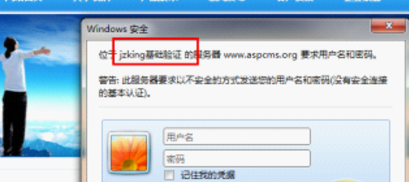 Windows 安全
位于 jzking基础验证 的服务器 www.aspcms.org 要求用户名和密码。
警告: 此服务器要求以不安全的方式发送您的用户名和密码(没有安全连接
的基本认证)。
用户名
密码
记住我的凭据